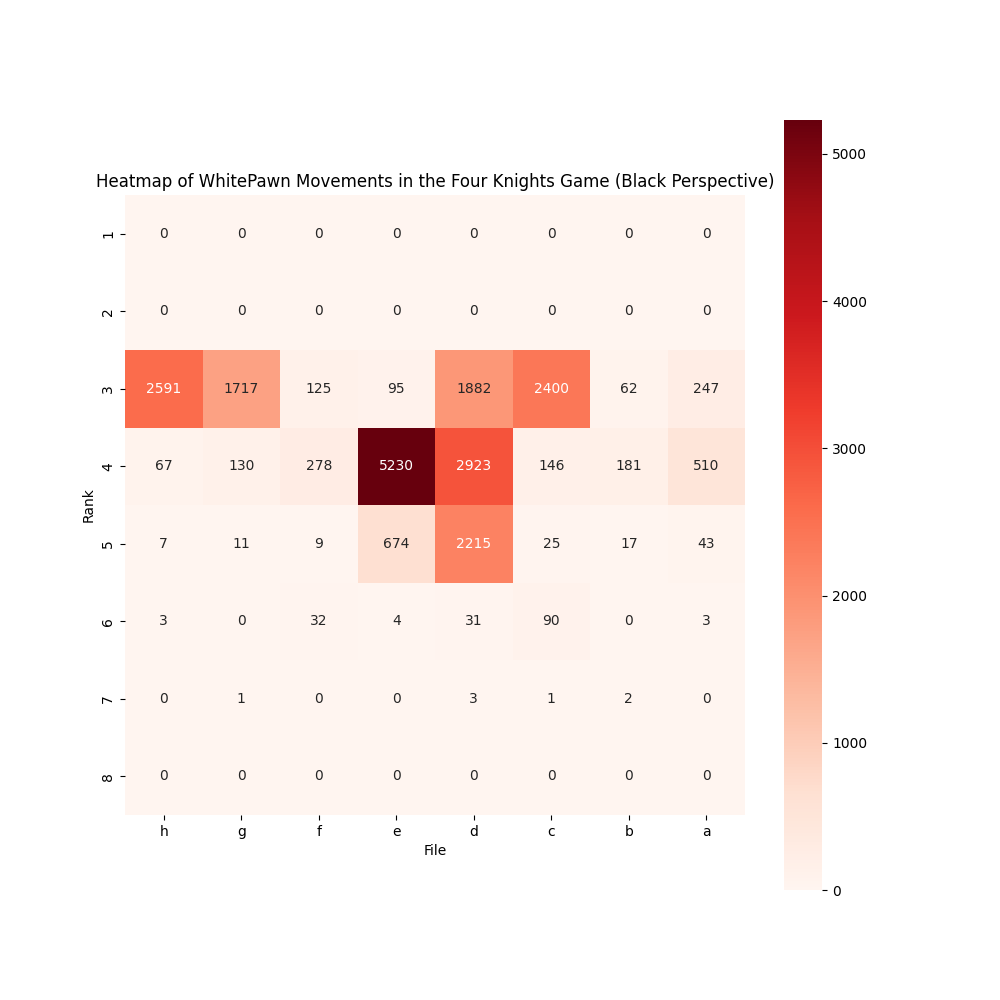 Heatmap of WhitePawn Movements in the Four Knights Game (Black Perspective)
1 0 0 0 0 0 0 0 0
2 0 0 0 0 0 0 0 0
3 2591 1717 125 95 1882 2400 62 247
4 67 130 278 5230 2923 146 181 510
5 7 11 9 674 2215 25 17 43
6 3 0 32 4 31 90 0 3
7 0 1 0 0 3 1 2 0
8 0 0 0 0 0 0 0 0
h g f e d c b a
File
Rank
5000
4000
3000
2000
1000
0